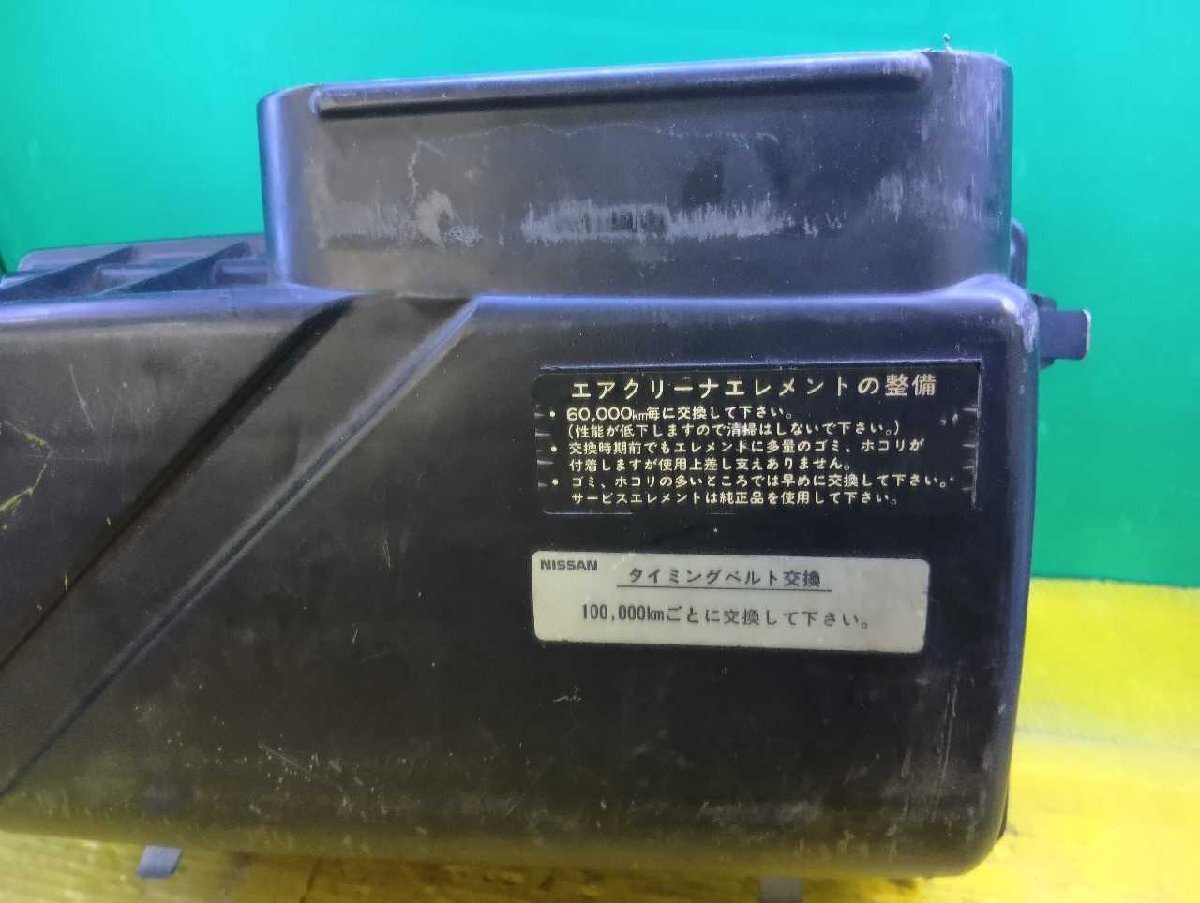 エアクリーナエレメントの整備
• 60,000km毎に交換して下さい。
(性能が低下しますので清掃はしないで下さい。)
• 交換時期前でもエレメントに多量のゴミ、ホコリが
付着しますが使用上差し支えありません。
• ゴミ、ホコリの多いところでは早めに交換して下さい。
サービスエレメントは純正品を使用して下さい。
NISSAN
タイミングベルト交換
100,000kmごとに交換して下さい。